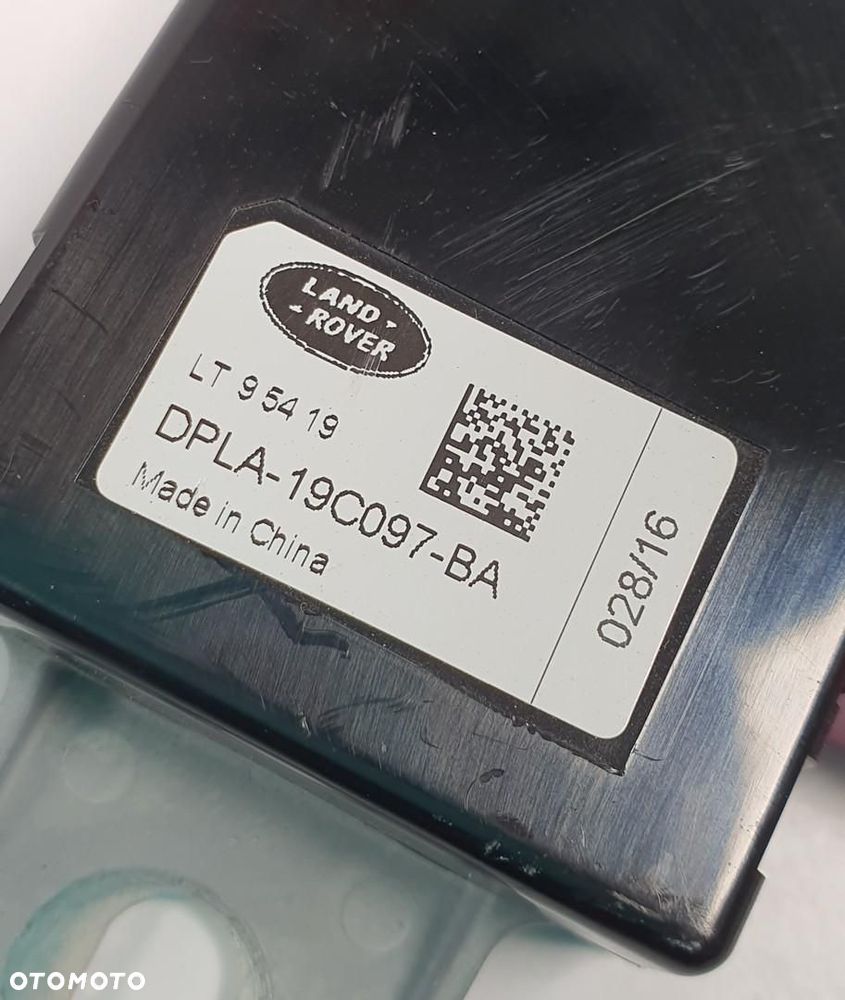 LAND
ROVER
LT 9 54 19
DPLA-19C097-BA
Made in China
028/16
OTOMOTO